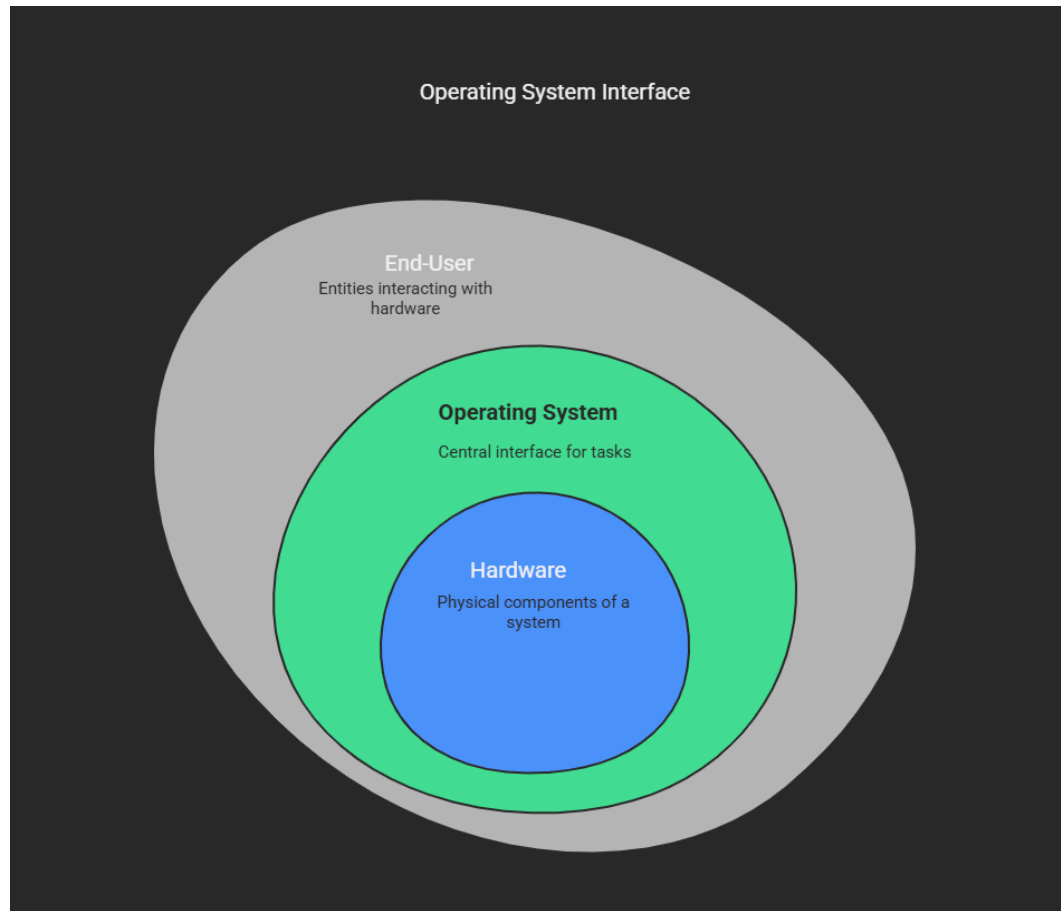 Operating System Interface
End-User
Entities interacting with
hardware
Operating System
Central interface for tasks
Hardware
Physical components of a
system